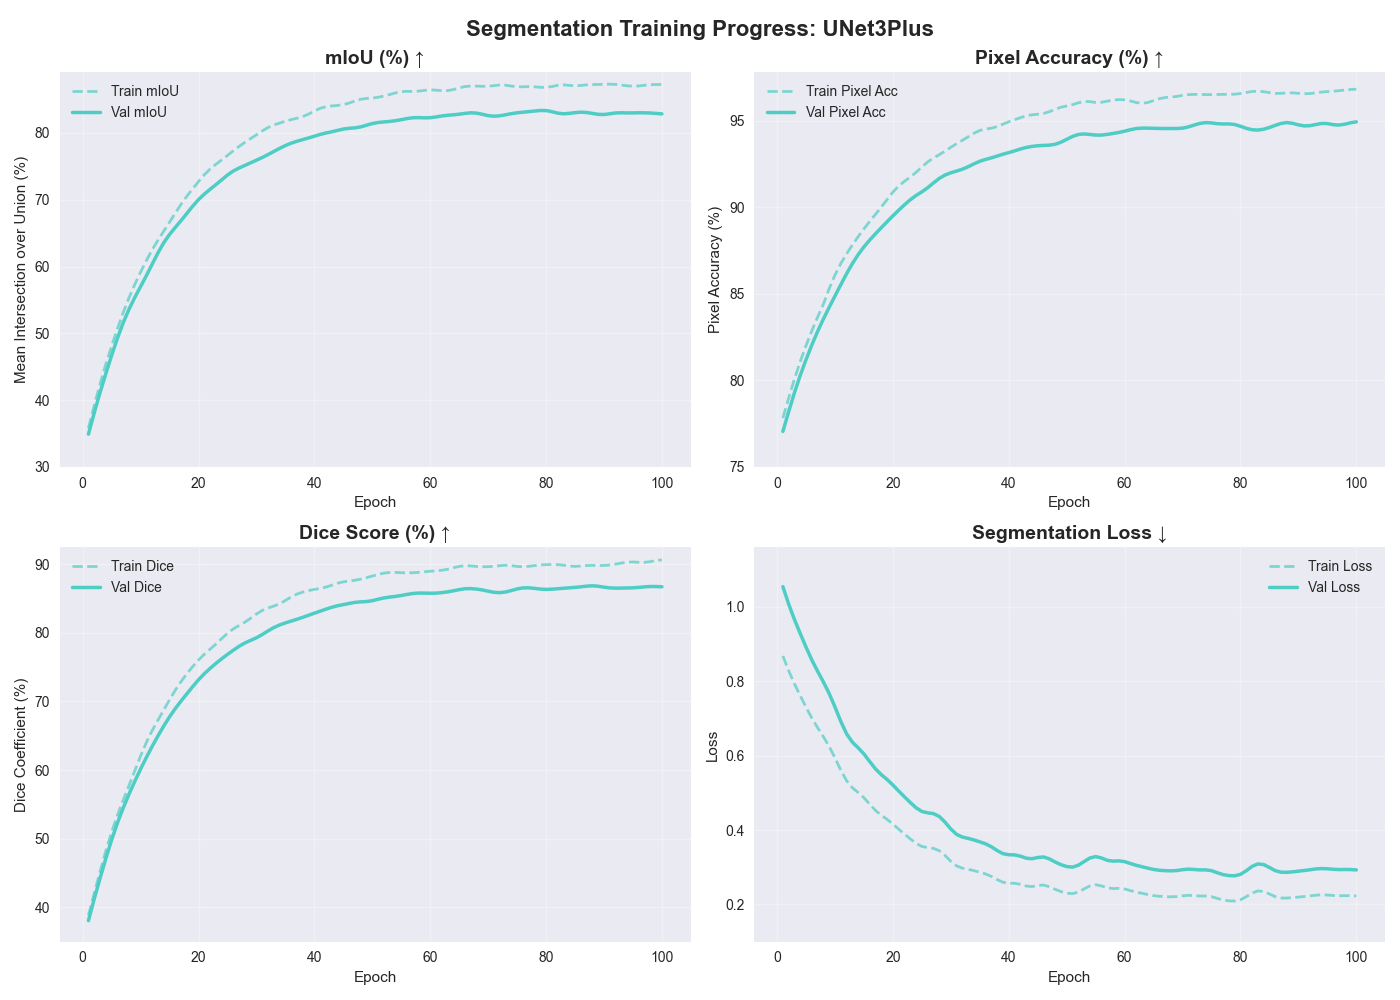 Segmentation Training Progress: UNet3Plus
mIoU (%) ↑
Train mIoU
Val mIoU
Mean Intersection over Union (%)
80
70
60
50
40
30
0 20 40 60 80 100
Epoch
Pixel Accuracy (%) ↑
Train Pixel Acc
Val Pixel Acc
Pixel Accuracy (%)
95
90
85
80
75
0 20 40 60 80 100
Epoch
Dice Score (%) ↑
Train Dice
Val Dice
Dice Coefficient (%)
90
80
70
60
50
40
0 20 40 60 80 100
Epoch
Segmentation Loss ↓
Train Loss
Val Loss
Loss
1.0
0.8
0.6
0.4
0.2
0 20 40 60 80 100
Epoch